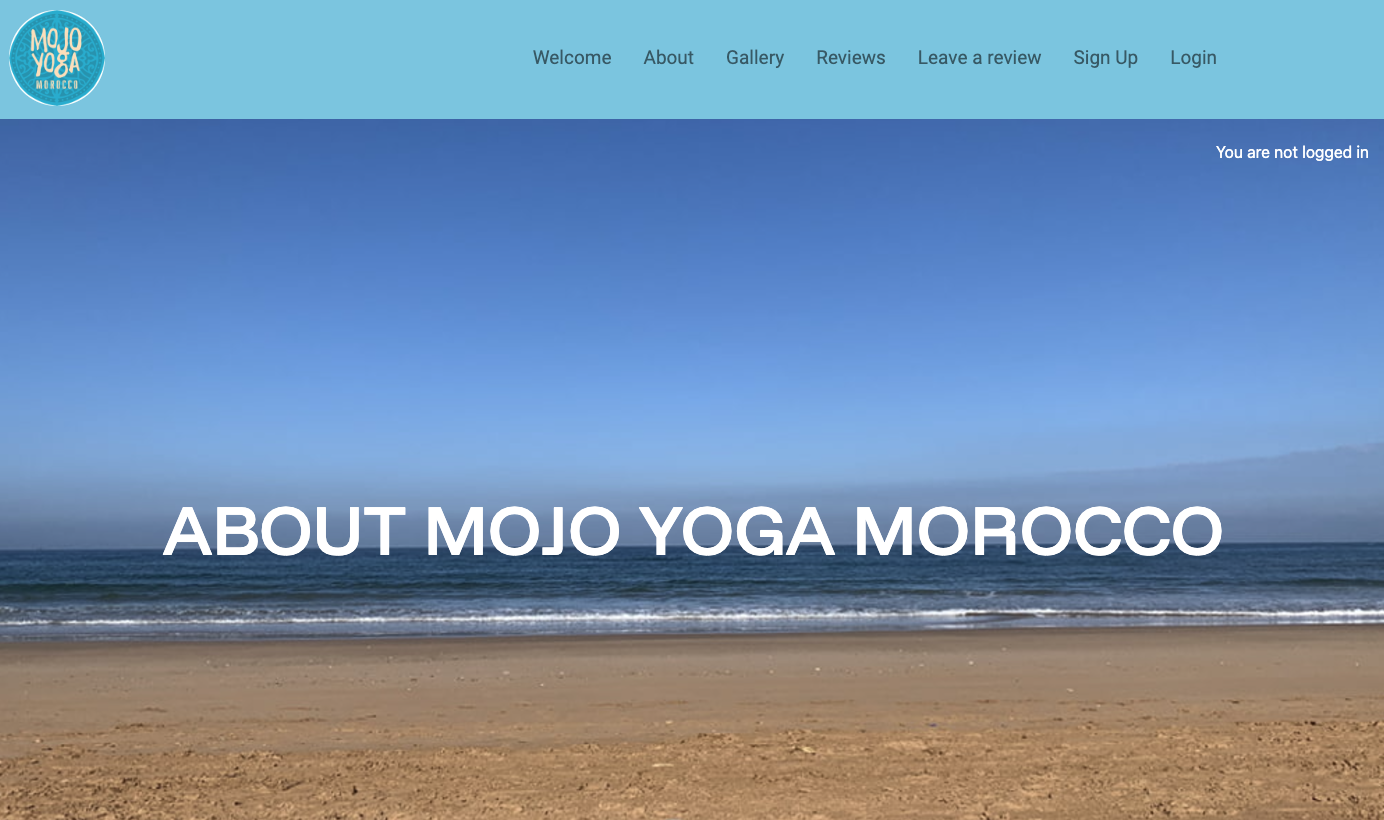 MOJO
YOGA
MOROCCO
Welcome About Gallery Reviews Leave a review Sign Up Login
You are not logged in
ABOUT MOJO YOGA MOROCCO